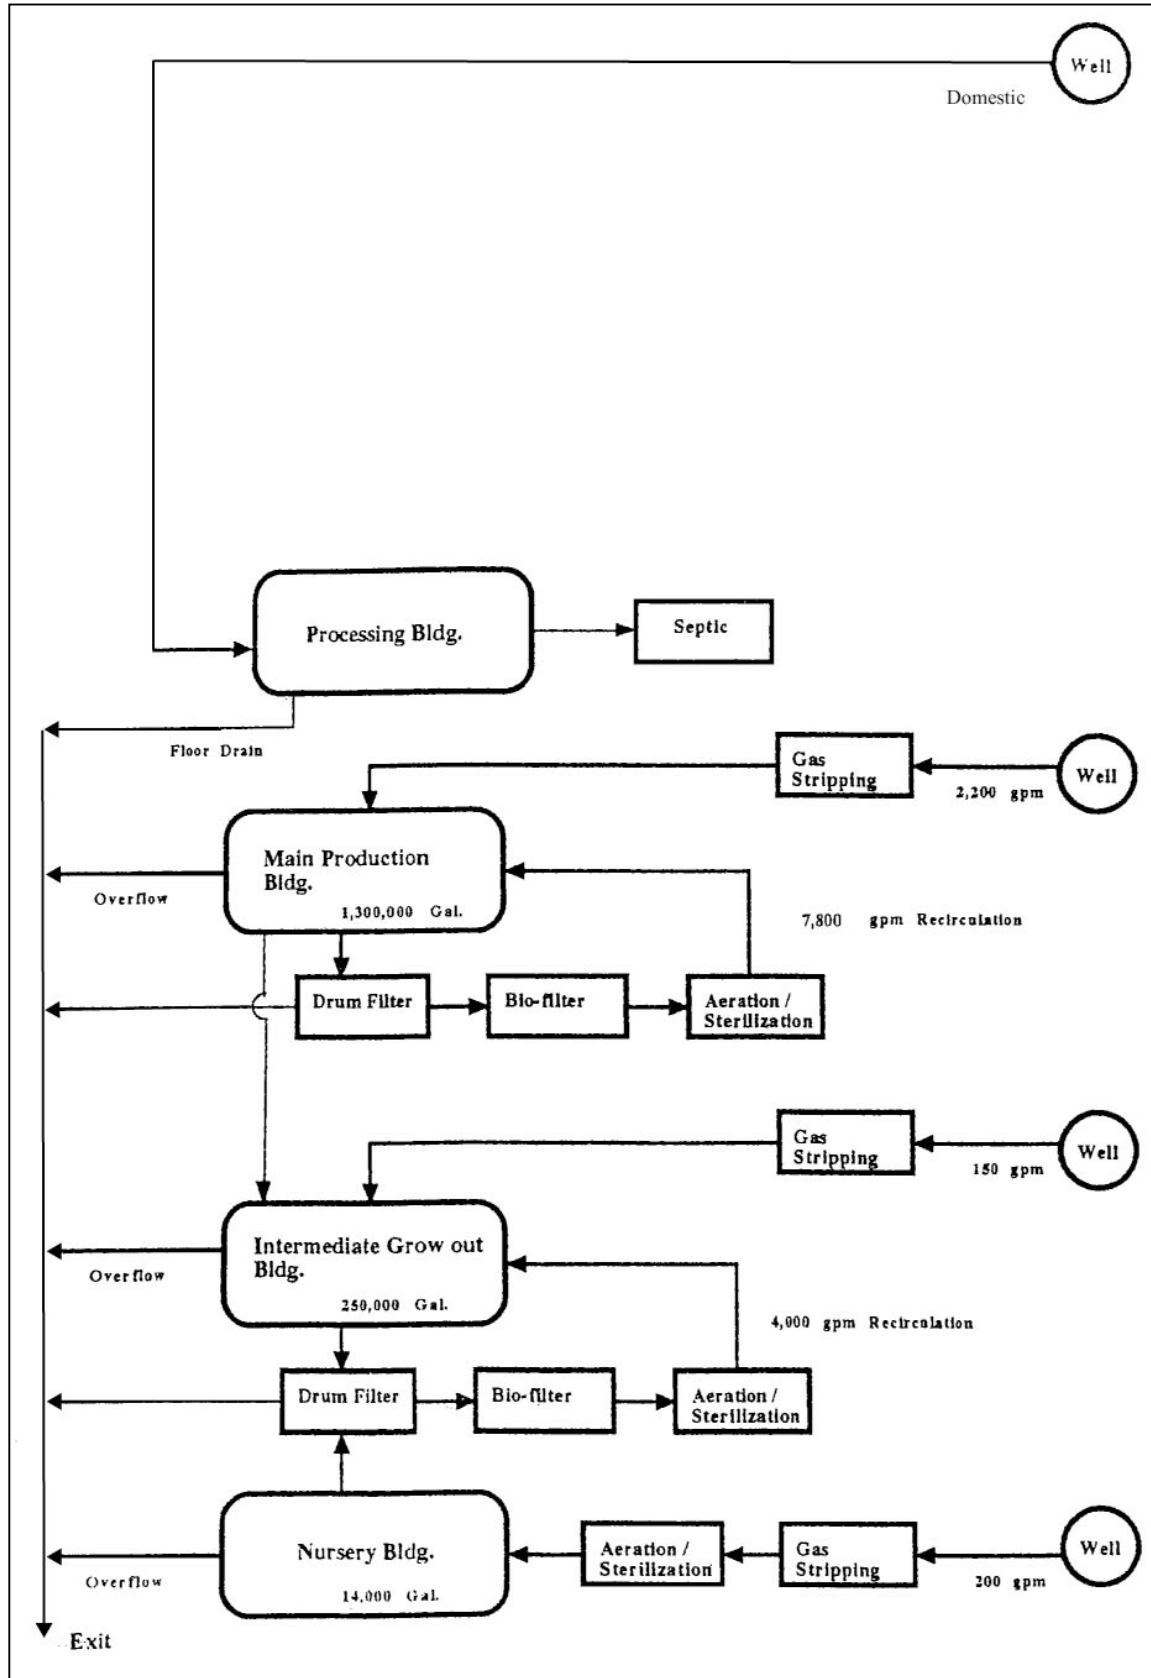 Well
Domestic
Processing Bldg.
Septic
Floor Drain
Gas
Stripping
2,200 gpm
Well
Main Production
Bldg.
1,300,000 Gal.
Overflow
7,800 gpm Recirculation
Drum Filter
Bio-filter
Aeration /
Sterilization
Gas
Stripping
150 gpm
Well
Intermediate Grow out
Bldg.
250,000 Gal.
Overflow
4,000 gpm Recirculation
Drum Filter
Bio-filter
Aeration /
Sterilization
Nursery Bldg.
14,000 Gal.
Overflow
Aeration /
Sterilization
Gas
Stripping
200 gpm
Well
Exit